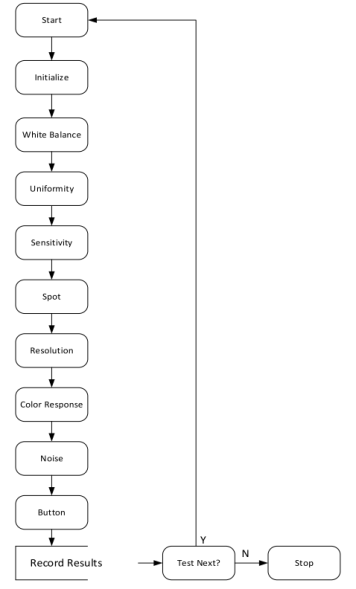 Start
Initialize
White Balance
Uniformity
Sensitivity
Spot
Resolution
Color Response
Noise
Button
Record Results
Y
Test Next?
N
Stop